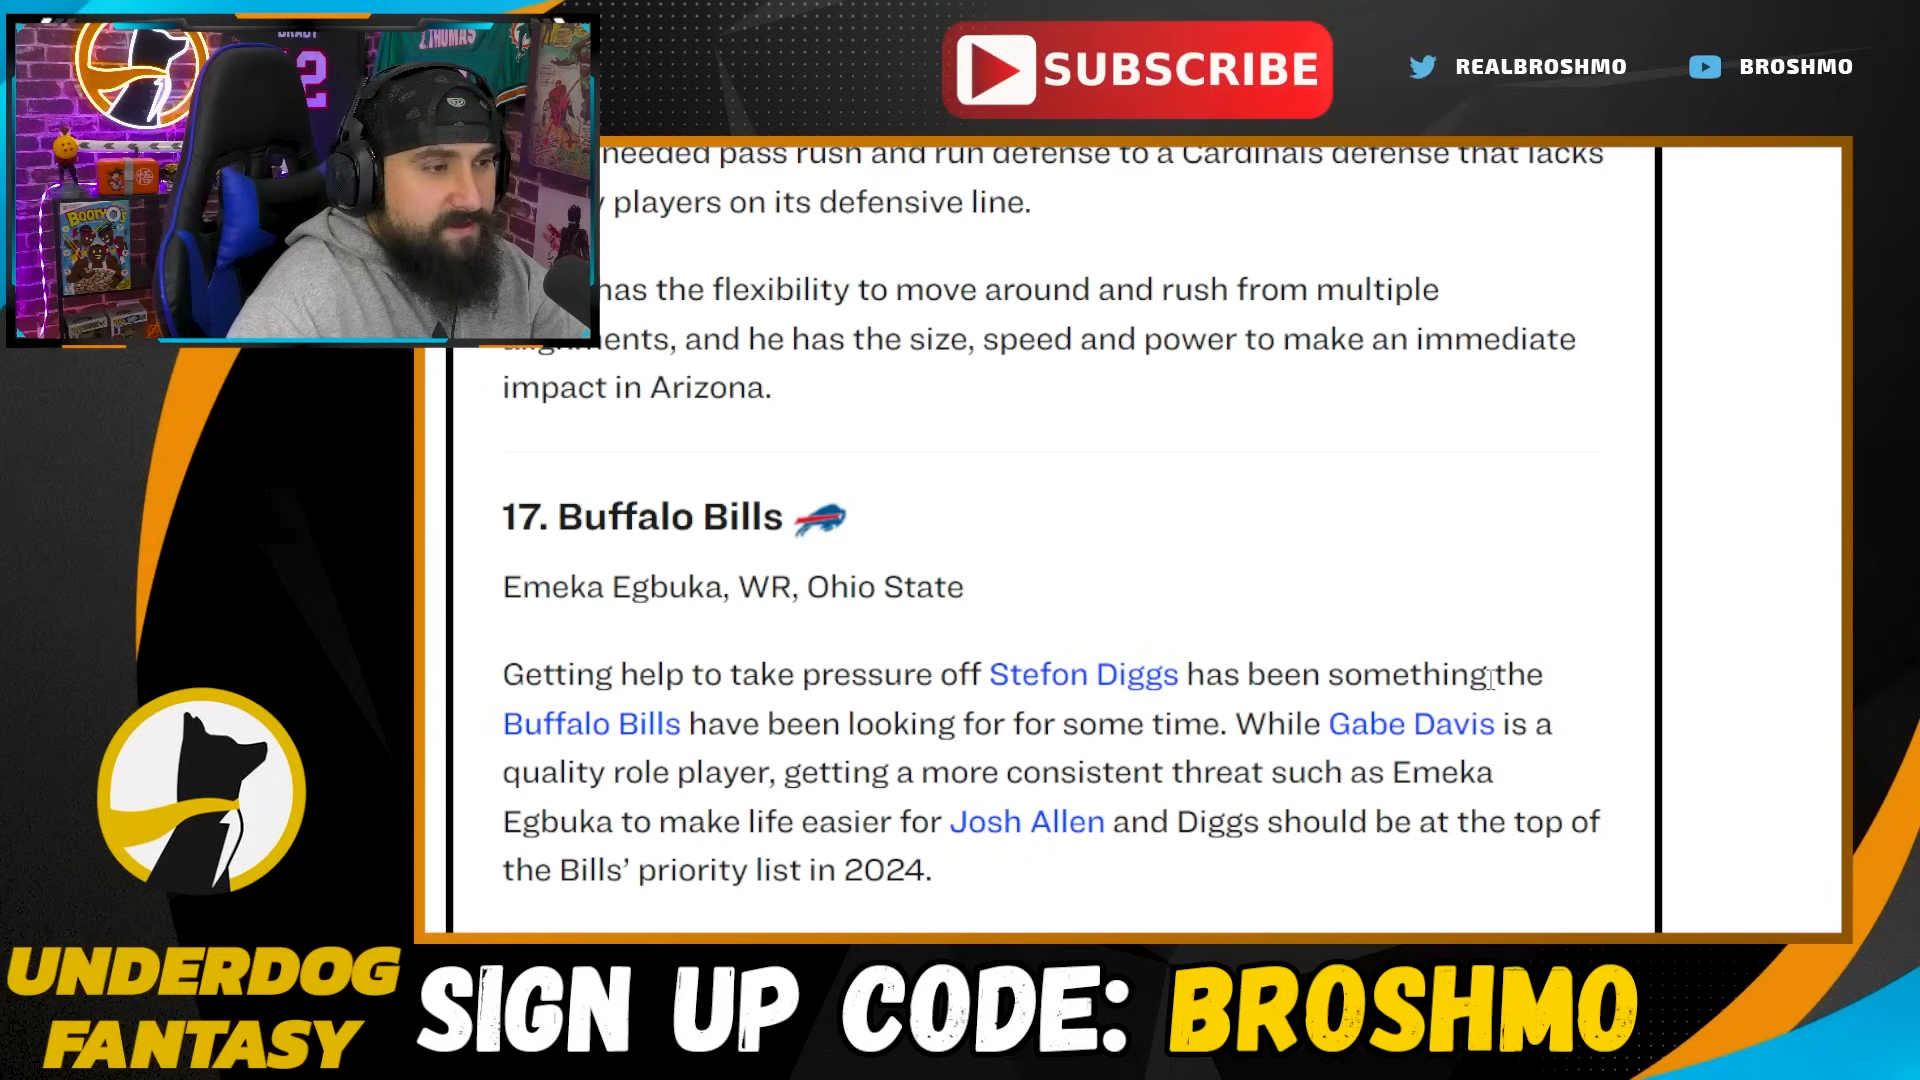 BRADY
2
J.THOMAS
BOOTY O's
SUBSCRIBE
REALBROSHMO
BROSHMO
needed pass rush and run defense to a Cardinals defense that lacks
players on its defensive line.
has the flexibility to move around and rush from multiple
alignments, and he has the size, speed and power to make an immediate
impact in Arizona.
17. Buffalo Bills
Emeka Egbuka, WR, Ohio State
Getting help to take pressure off Stefon Diggs has been something the
Buffalo Bills have been looking for for some time. While Gabe Davis is a
quality role player, getting a more consistent threat such as Emeka
Egbuka to make life easier for Josh Allen and Diggs should be at the top of
the Bills’ priority list in 2024.
UNDERDOG
FANTASY
SIGN UP CODE: BROSHMO